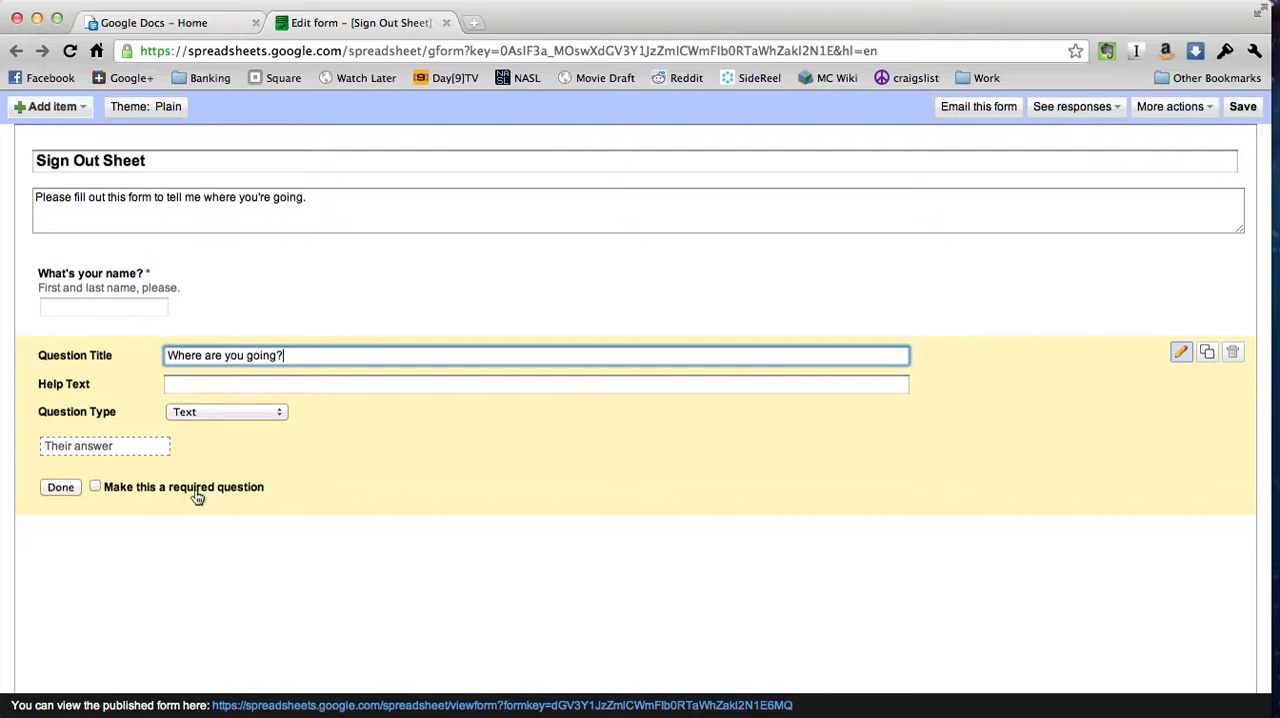 Google Docs – Home
Edit form – [Sign Out Sheet]
https://spreadsheets.google.com/spreadsheet/gform?key=0AsIF3a_MOswXdGV3Y1JzZmlCWmFIb0RTaWhZakI2N1E&hl=en
Facebook Google+ Banking Square Watch Later Day[9]TV NASL Movie Draft Reddit SideReel MC Wiki craigslist Work Other Bookmarks
Add item Theme: Plain Email this form See responses More actions Save
Sign Out Sheet
Please fill out this form to tell me where you're going.
What's your name? *
First and last name, please.
Question Title Where are you going?
Help Text
Question Type Text
Their answer
Done Make this a required question
You can view the published form here: https://spreadsheets.google.com/spreadsheet/viewform?formkey=dGV3Y1JzZmlCWmFIb0RTaWhZakI2N1E6MQ